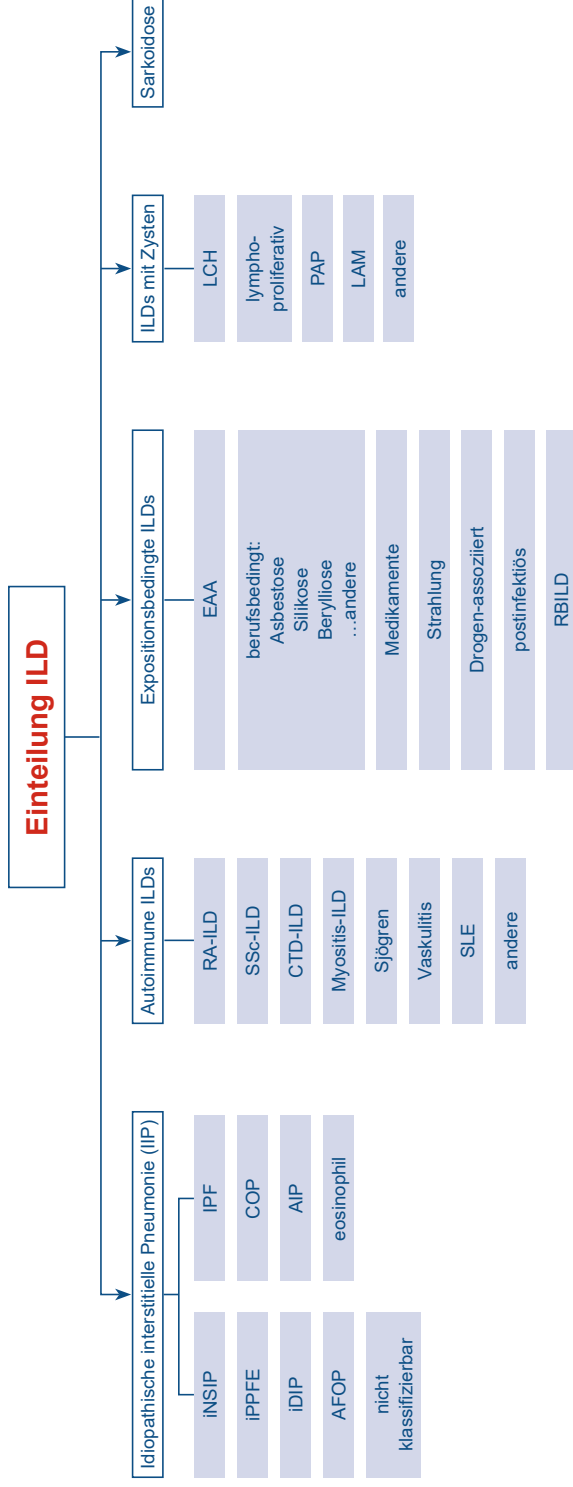 Einteilung ILD
Idiopathische interstitielle Pneumonie (IIP)
iNSIP
iPPFE
iDIP
AFOP
nicht
klassifizierbar
IPF
COP
AIP
eosinophil
Autoimmune ILDs
RA-ILD
SSc-ILD
CTD-ILD
Myositis-ILD
Sjögren
Vaskulitis
SLE
andere
Expositionsbedingte ILDs
EAA
berufsbedingt:
Asbestose
Silikose
Berylliose
…andere
Medikamente
Strahlung
Drogen-assoziiert
postinfektiös
RBILD
ILDs mit Zysten
LCH
lympho-
proliferativ
PAP
LAM
andere
Sarkoidose